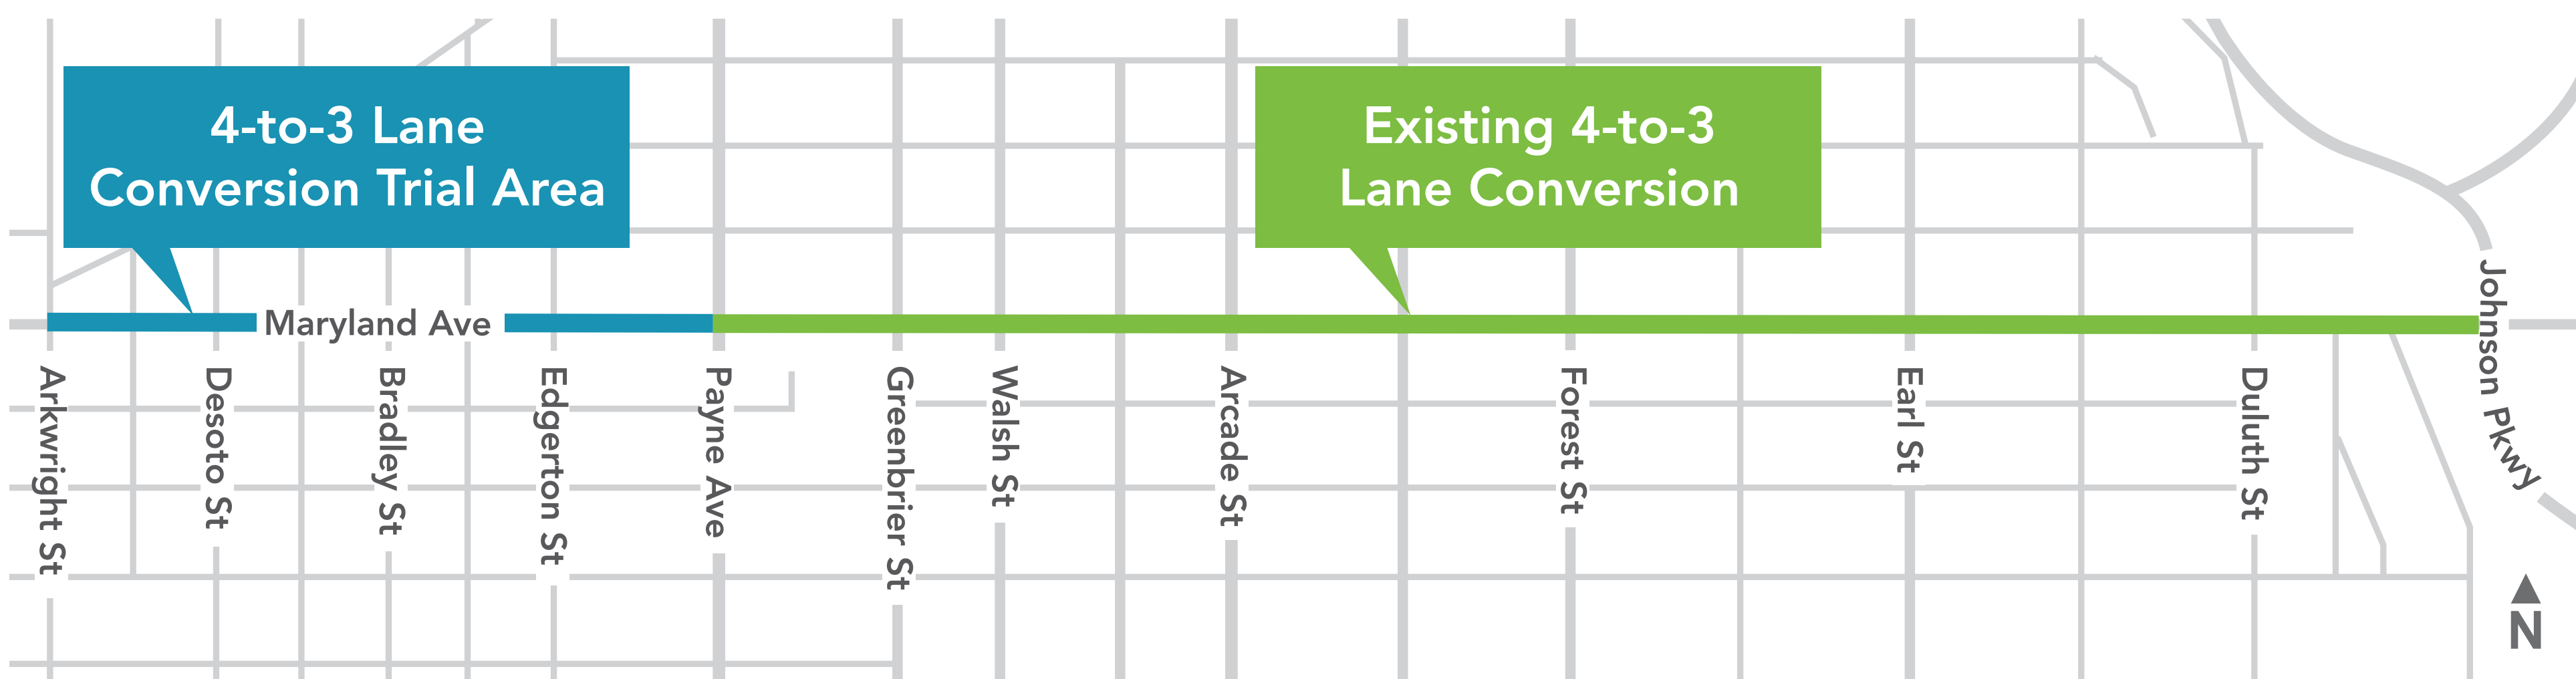 4-to-3 Lane
Conversion Trial Area
Existing 4-to-3
Lane Conversion
Maryland Ave
Arkwright St
Desoto St
Bradley St
Edgerton St
Payne Ave
Greenbrier St
Walsh St
Arcade St
Forest St
Earl St
Duluth St
Johnson Pkwy
N